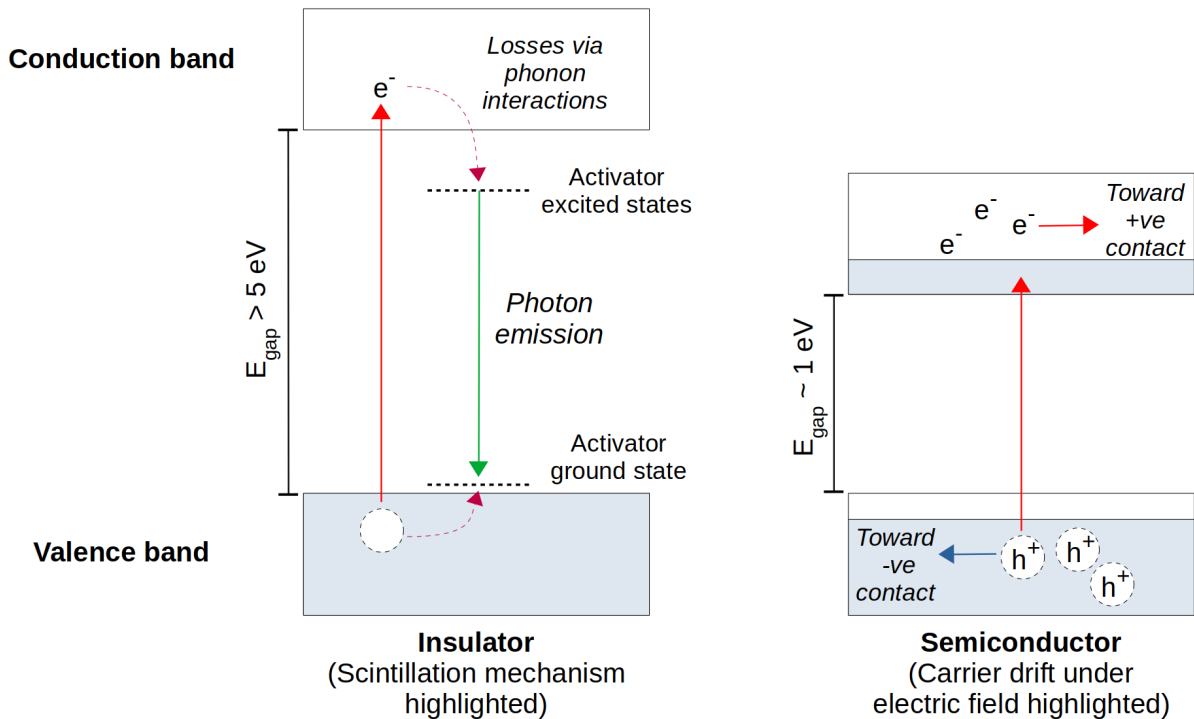 Conduction band
e-
Losses via
phonon
interactions
Egap > 5 eV
Activator
excited states
Photon
emission
Activator
ground state
Valence band
Insulator
(Scintillation mechanism
highlighted)
e-
e-
e-
Toward
+ve
contact
Egap ~ 1 eV
Toward
-ve
contact
h+
h+
h+
Semiconductor
(Carrier drift under
electric field highlighted)